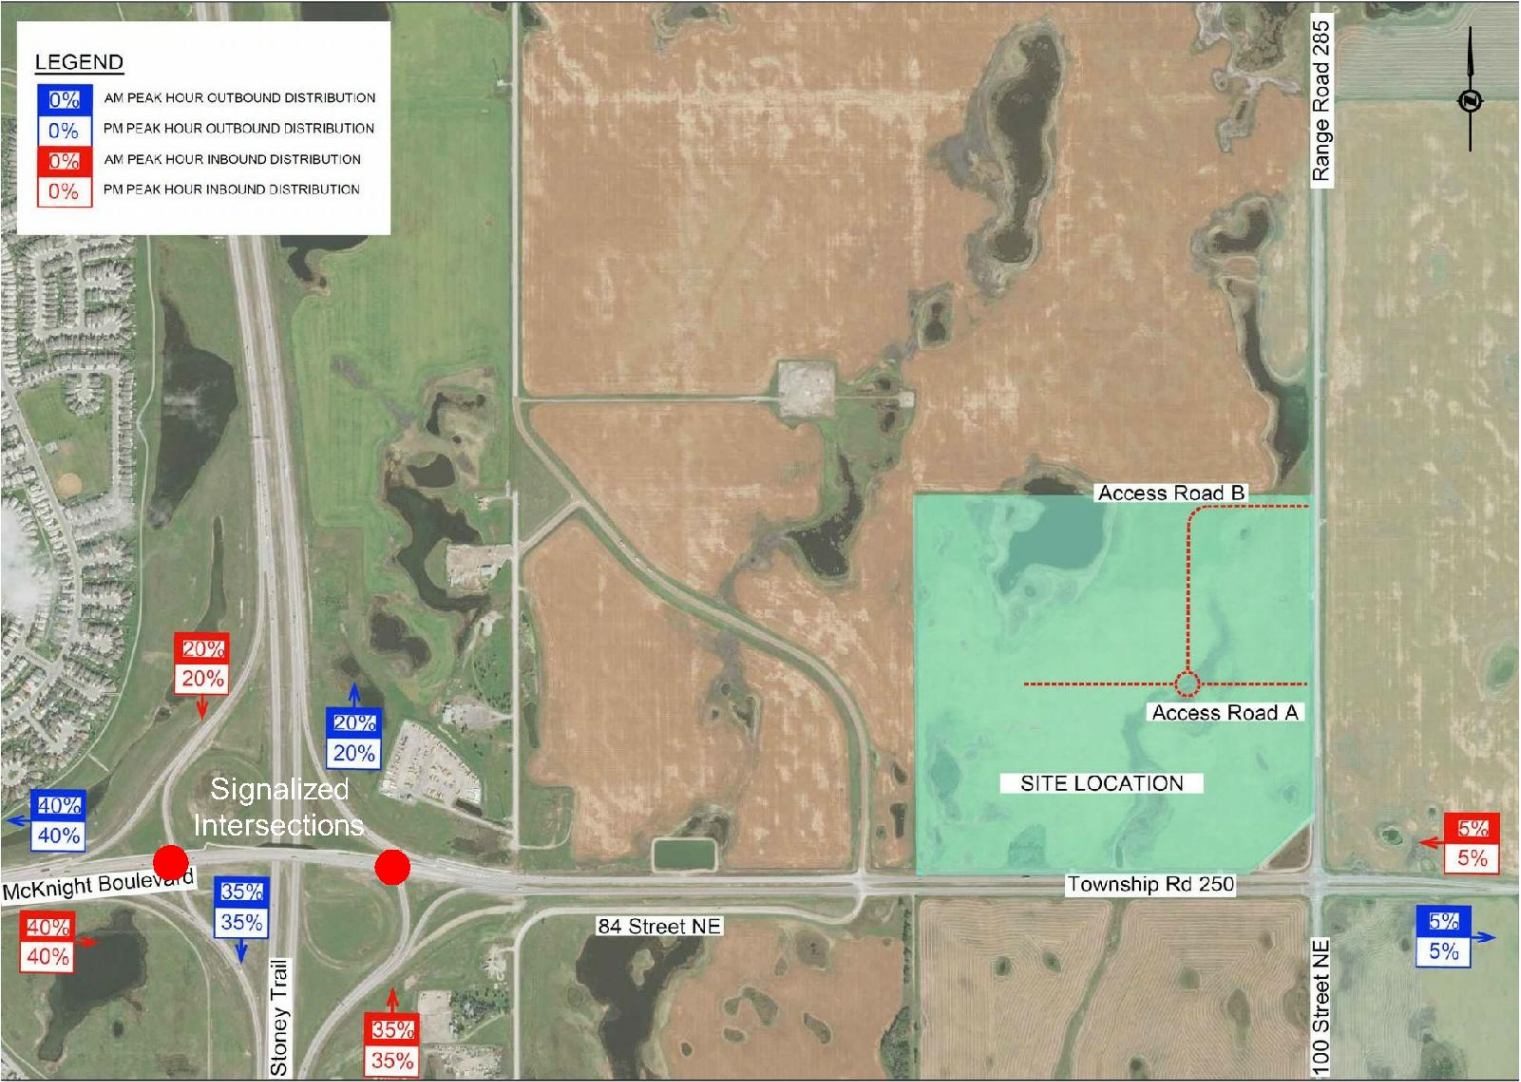 LEGEND
0% AM PEAK HOUR OUTBOUND DISTRIBUTION
0% PM PEAK HOUR OUTBOUND DISTRIBUTION
0% AM PEAK HOUR INBOUND DISTRIBUTION
0% PM PEAK HOUR INBOUND DISTRIBUTION
Range Road 285
N
Access Road B
Access Road A
SITE LOCATION
20%
20%
20%
20%
Signalized
Intersections
40%
40%
McKnight Boulevard
35%
35%
40%
40%
Stoney Trail
35%
35%
84 Street NE
Township Rd 250
5%
5%
5%
5%
100 Street NE